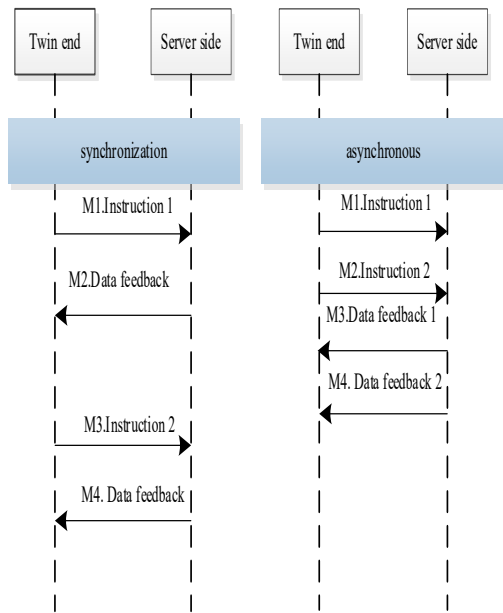 Twin end
Server side
synchronization
M1.Instruction 1
M2.Data feedback
M3.Instruction 2
M4. Data feedback
Twin end
Server side
asynchronous
M1.Instruction 1
M2.Instruction 2
M3.Data feedback 1
M4. Data feedback 2